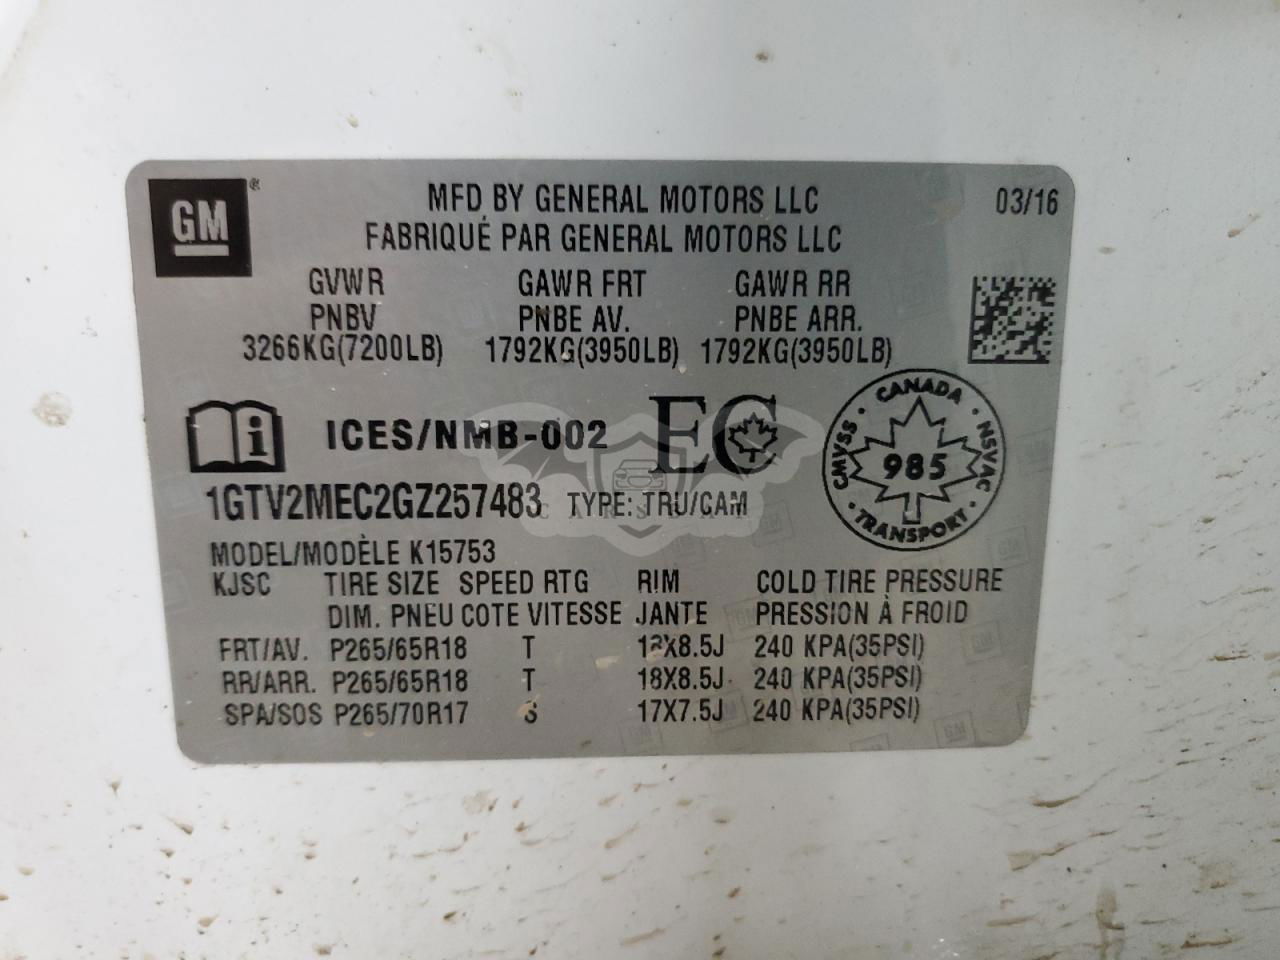 GM ®
MFD BY GENERAL MOTORS LLC 03/16
FABRIQUÉ PAR GENERAL MOTORS LLC
GVWR GAWR FRT GAWR RR
PNBV PNBE AV. PNBE ARR.
3266KG(7200LB) 1792KG(3950LB) 1792KG(3950LB)
i ICES/NMB-002 EC
CANADA
CMVSS 985 NSVAC
TRANSPORT
1GTV2MEC2GZ257483 TYPE: TRU/CAM
MODEL/MODÈLE K15753
KJSC TIRE SIZE SPEED RTG RIM COLD TIRE PRESSURE
DIM. PNEU COTE VITESSE JANTE PRESSION À FROID
FRT/AV. P265/65R18 T 18X8.5J 240 KPA(35PSI)
RR/ARR. P265/65R18 T 18X8.5J 240 KPA(35PSI)
SPA/SOS P265/70R17 S 17X7.5J 240 KPA(35PSI)